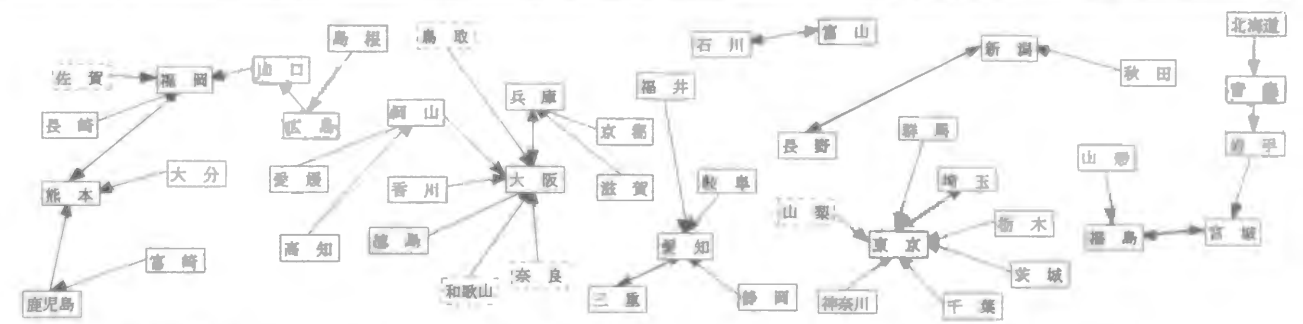 北海道
島根
鳥取
石川
富山
新潟
佐賀
福岡
山口
福井
秋田
青森
兵庫
長崎
岡山
広島
京都
群馬
長野
岩手
山形
大分
愛媛
香川
大阪
滋賀
岐阜
埼玉
熊本
山梨
栃木
徳島
高知
愛知
東京
福島
宮城
宮崎
奈良
茨城
鹿児島
和歌山
三重
静岡
神奈川
千葉